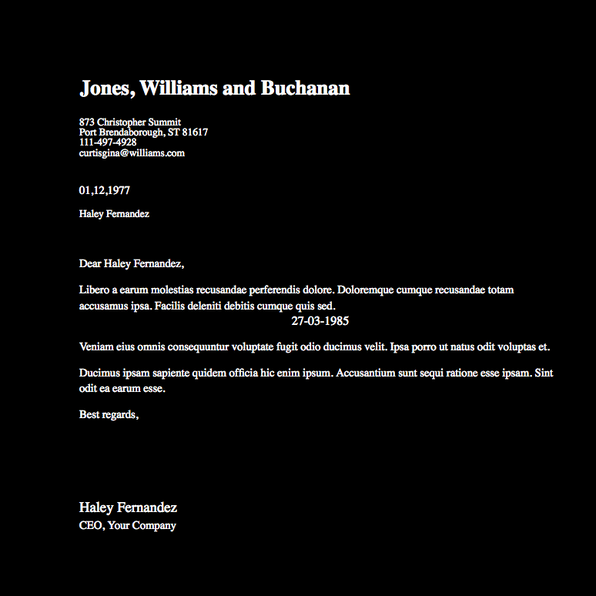 Jones, Williams and Buchanan
873 Christopher Summit
Port Brendaborough, ST 81617
111-497-4928
curtisgina@williams.com
01,12,1977
Haley Fernandez
Dear Haley Fernandez,
Libero a earum molestias recusandae perferendis dolore. Doloremque cumque recusandae totam
accusamus ipsa. Facilis deleniti debitis cumque quis sed.
27-03-1985
Veniam eius omnis consequuntur voluptate fugit odio ducimus velit. Ipsa porro ut natus odit voluptas et.
Ducimus ipsam sapiente quidem officia hic enim ipsum. Accusantium sunt sequi ratione esse ipsam. Sint
odit ea earum esse.
Best regards,
Haley Fernandez
CEO, Your Company